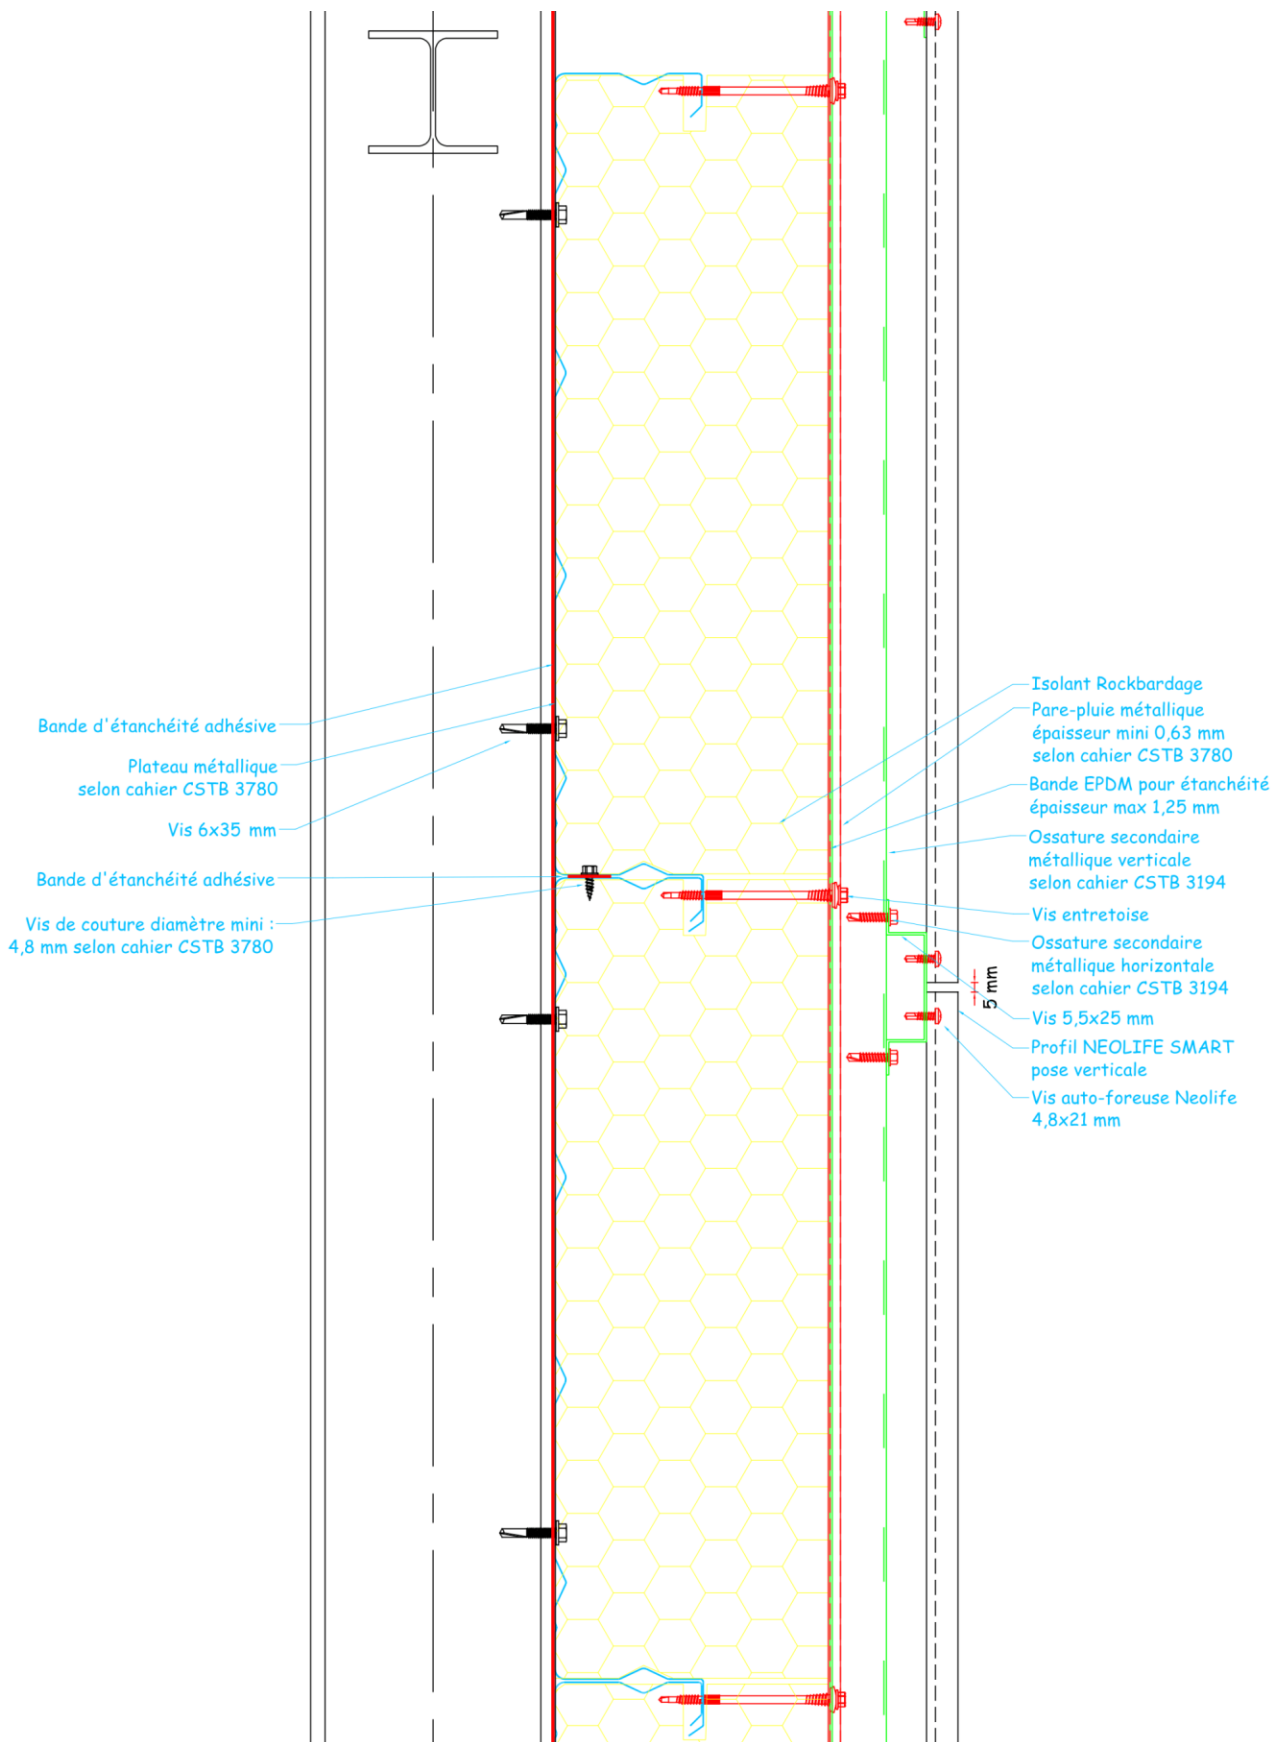 Bande d'étanchéité adhésive
Plateau métallique
selon cahier CSTB 3780
Vis 6x35 mm
Bande d'étanchéité adhésive
Vis de couture diamètre mini :
4,8 mm selon cahier CSTB 3780
Isolant Rockbardage
Pare-pluie métallique
épaisseur mini 0,63 mm
selon cahier CSTB 3780
Bande EPDM pour étanchéité
épaisseur max 1,25 mm
Ossature secondaire
métallique verticale
selon cahier CSTB 3194
Vis entretoise
Ossature secondaire
métallique horizontale
selon cahier CSTB 3194
Vis 5,5x25 mm
Profil NEOLIFE SMART
pose verticale
Vis auto-foreuse Neolife
4,8x21 mm
5 mm